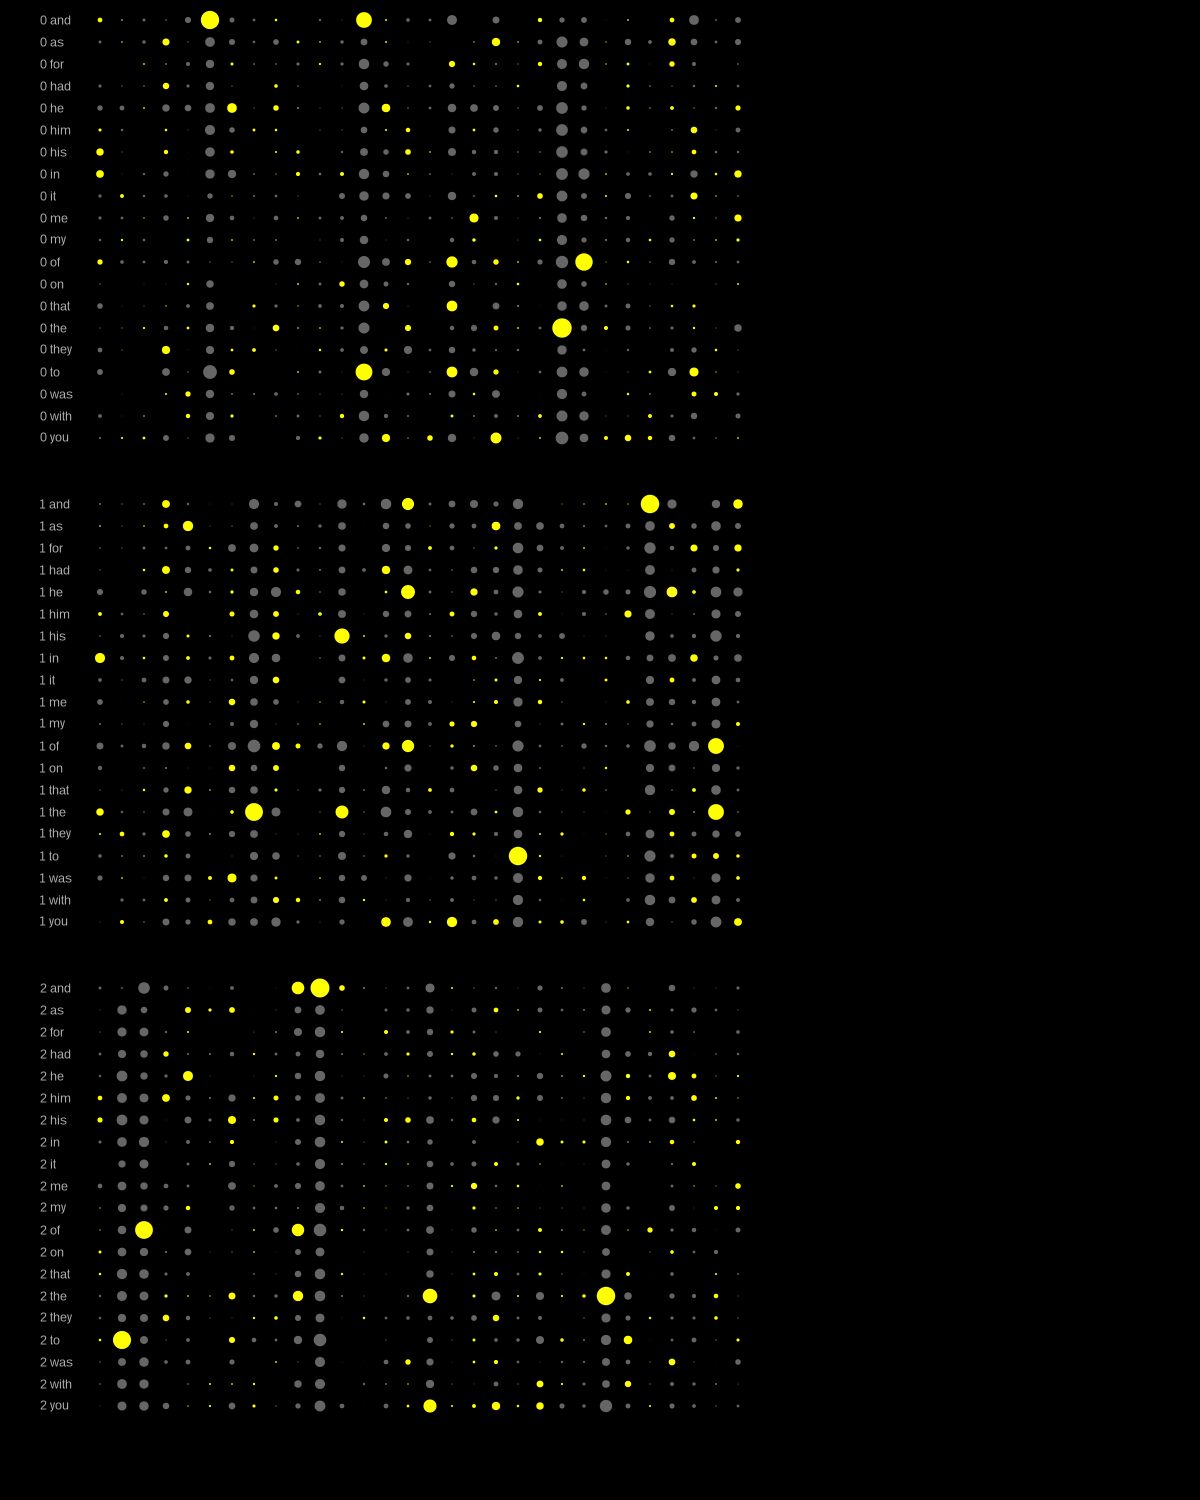 0 and
0 as
0 for
0 had
0 he
0 him
0 his
0 in
0 it
0 me
0 my
0 of
0 on
0 that
0 the
0 they
0 to
0 was
0 with
0 you
1 and
1 as
1 for
1 had
1 he
1 him
1 his
1 in
1 it
1 me
1 my
1 of
1 on
1 that
1 the
1 they
1 to
1 was
1 with
1 you
2 and
2 as
2 for
2 had
2 he
2 him
2 his
2 in
2 it
2 me
2 my
2 of
2 on
2 that
2 the
2 they
2 to
2 was
2 with
2 you